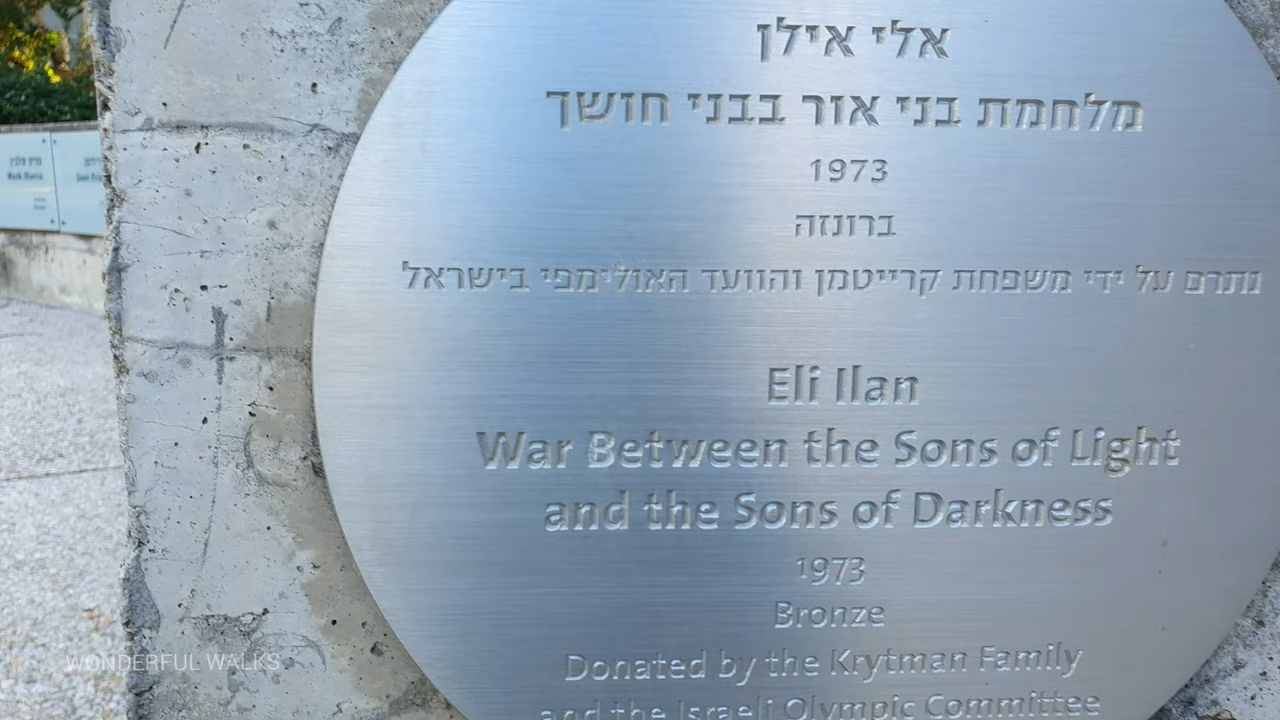 אלי אילן
מלחמת בני אור בבני חושך
1973
ברונזה
נתרם על ידי משפחת קרייטמן והוועד האולימפי בישראל
Eli Ilan
War Between the Sons of Light
and the Sons of Darkness
1973
Bronze
Donated by the Krytman Family
and the Israeli Olympic Committee
WONDERFUL WALKS